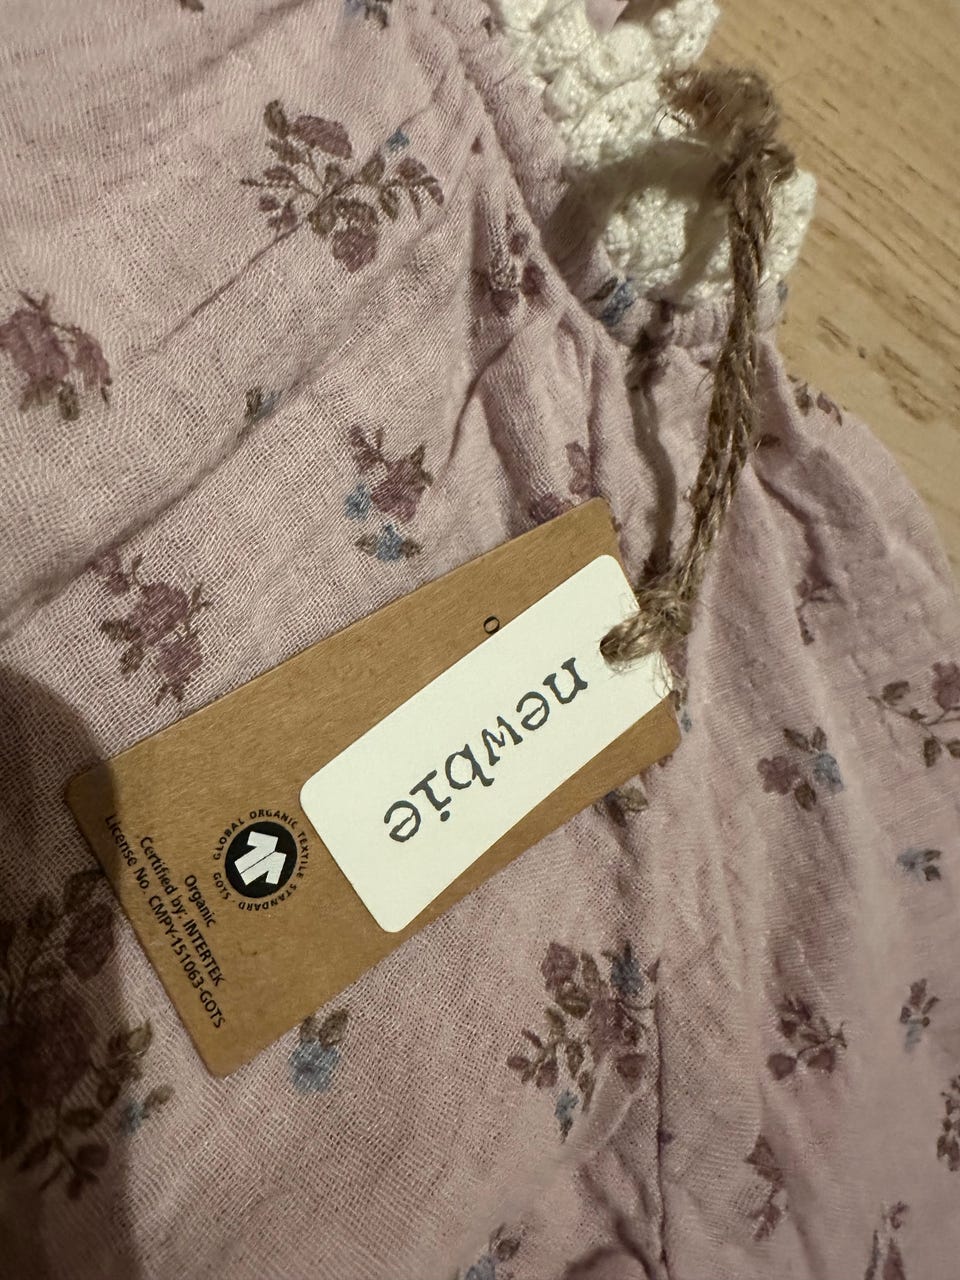 newbie
GLOBAL ORGANIC TEXTILE STANDARD · GOTS ·
Organic
Certified by: INTERTEK
License No. CMPY-151063-GOTS